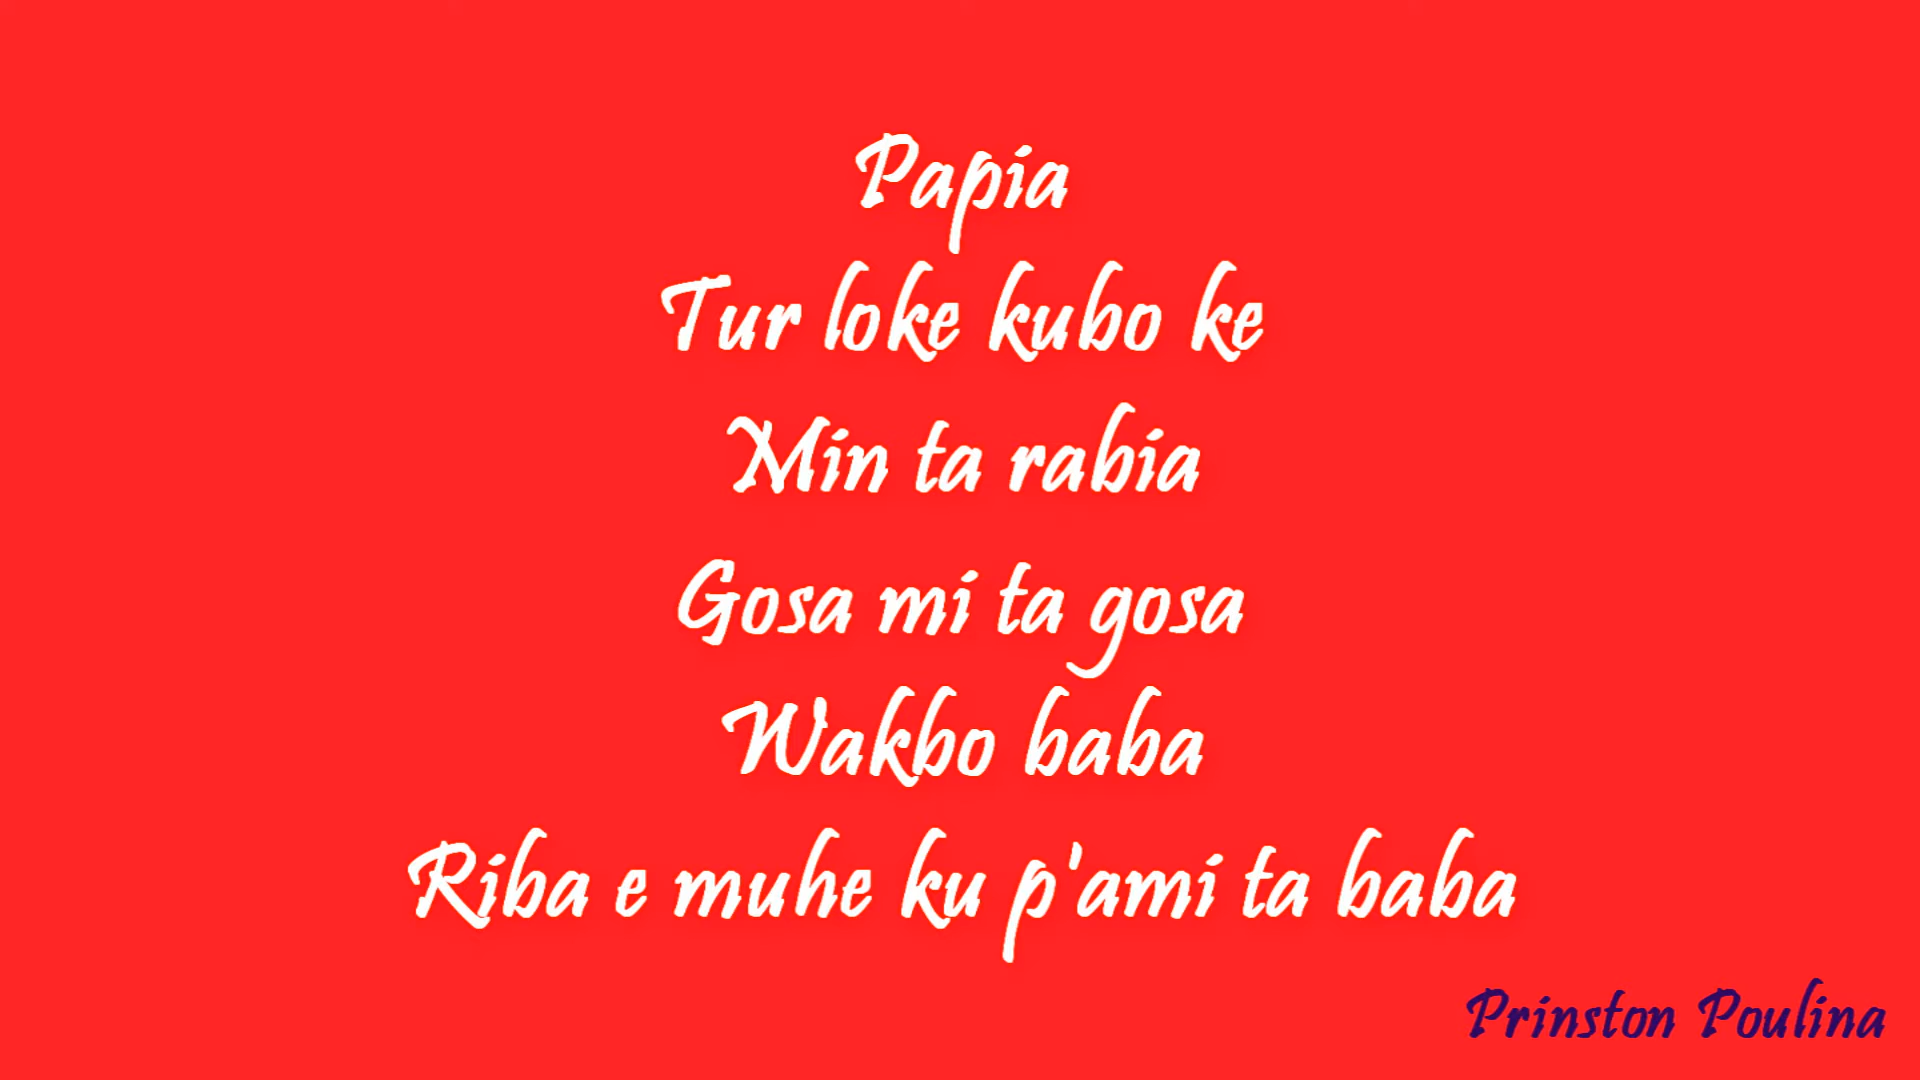 Papia
Tur loke kubo ke
Min ta rabia
Gosa mi ta gosa
Wakbo baba
Riba e muhe ku p'ami ta baba
Prinston Poulina